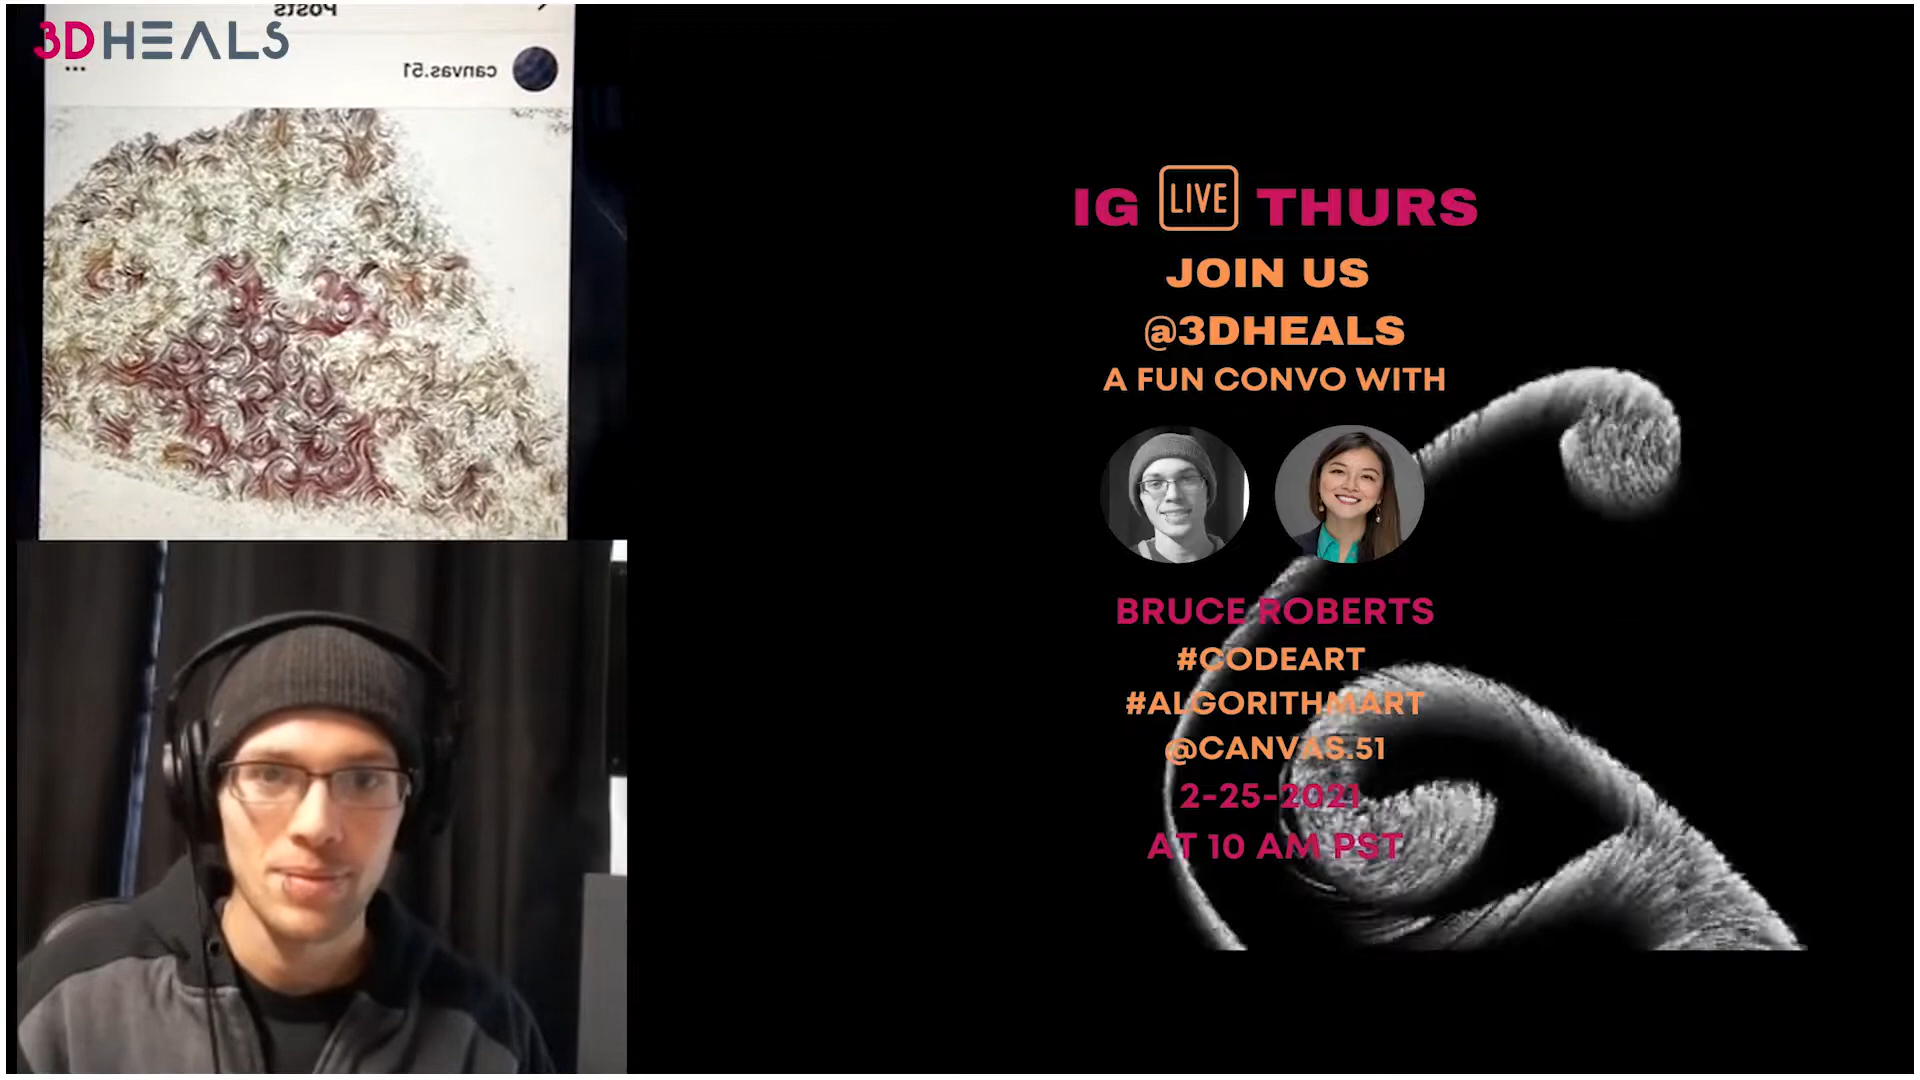 Posts
3DHEALS
canvas.51
IG LIVE THURS
JOIN US
@3DHEALS
A FUN CONVO WITH
BRUCE ROBERTS
#CODEART
#ALGORITHMART
@CANVAS.51
2-25-2021
AT 10 AM PST